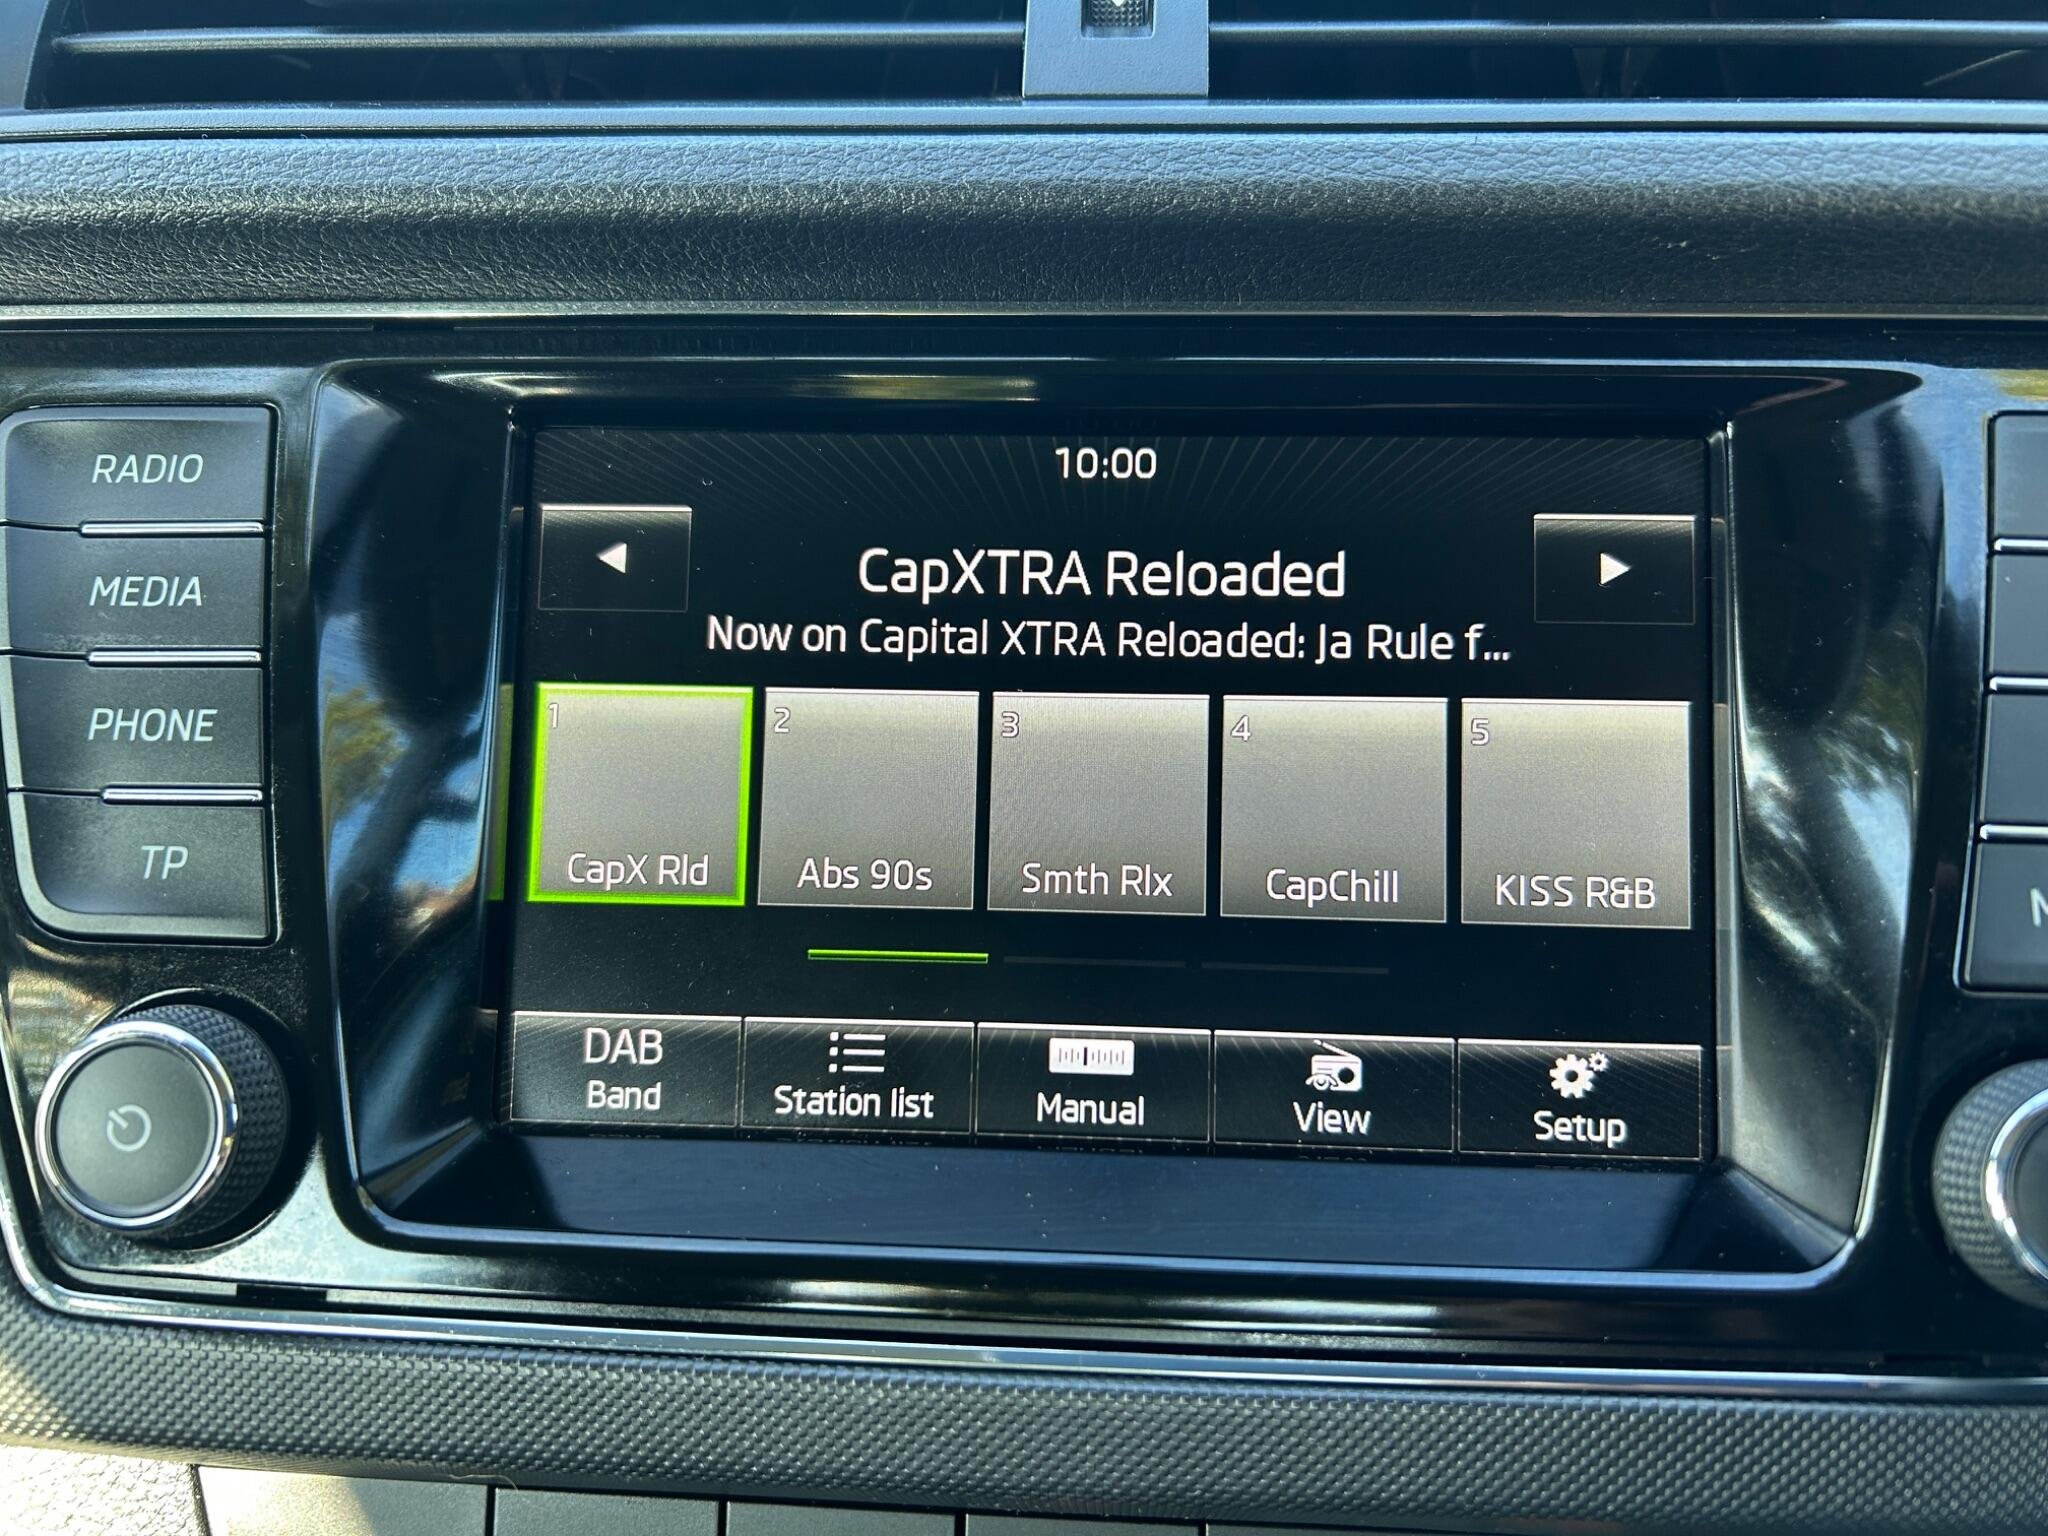 RADIO
MEDIA
PHONE
TP
10:00
CapXTRA Reloaded
Now on Capital XTRA Reloaded: Ja Rule f...
1
CapX Rld
2
Abs 90s
3
Smth Rlx
4
CapChill
5
KISS R&B
DAB
Band
Station list
Manual
View
Setup